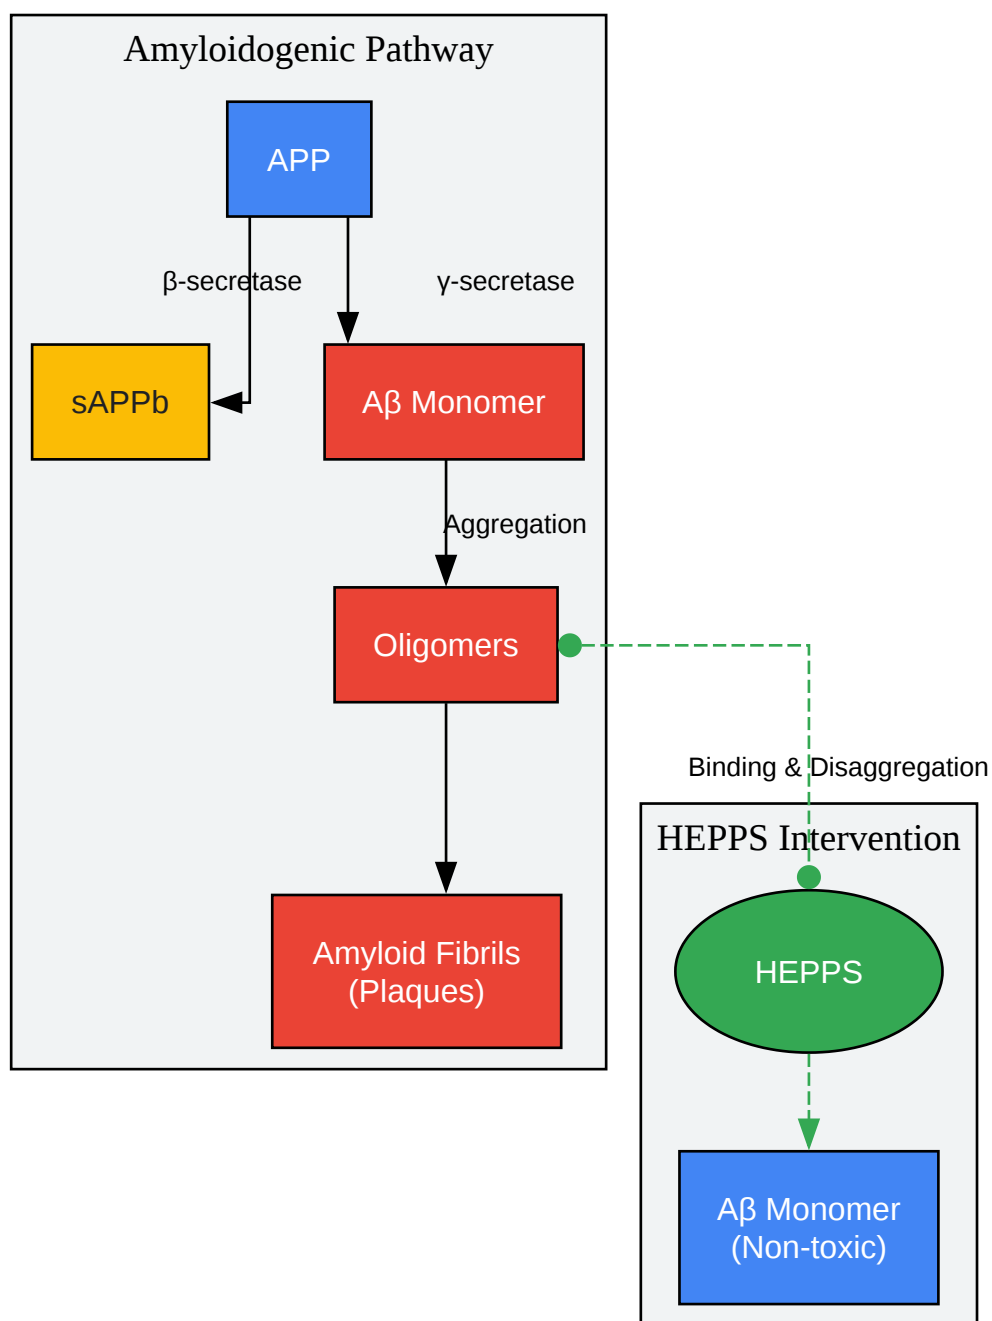 Amyloidogenic Pathway
APP
β-secretase
γ-secretase
sAPPb
Aβ Monomer
Aggregation
Oligomers
Binding & Disaggregation
HEPPS Intervention
Amyloid Fibrils
(Plaques)
HEPPS
Aβ Monomer
(Non-toxic)